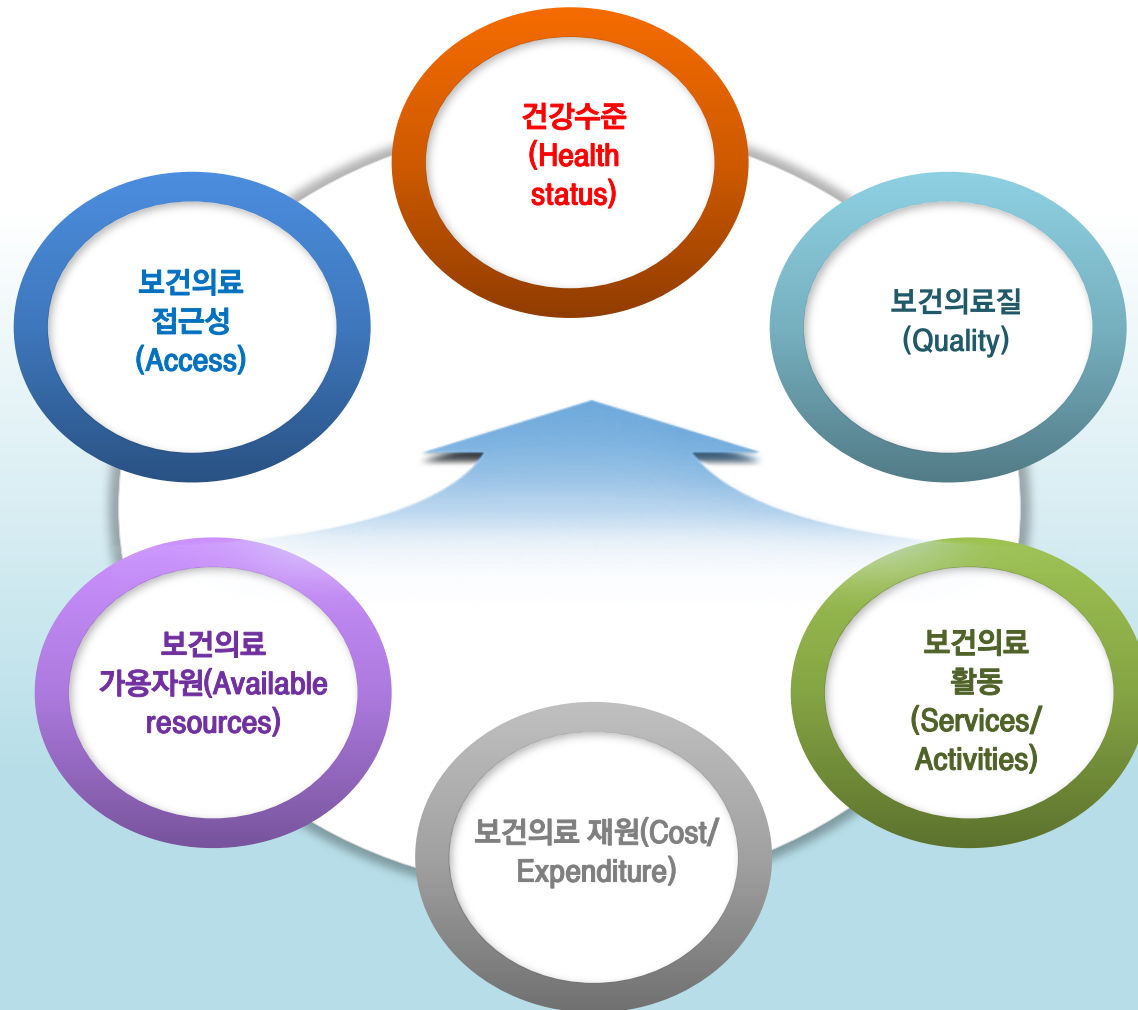 건강수준
(Health
status)
보건의료
접근성
(Access)
보건의료질
(Quality)
보건의료
가용자원(Available
resources)
보건의료
활동
(Services/
Activities)
보건의료 재원(Cost/
Expenditure)